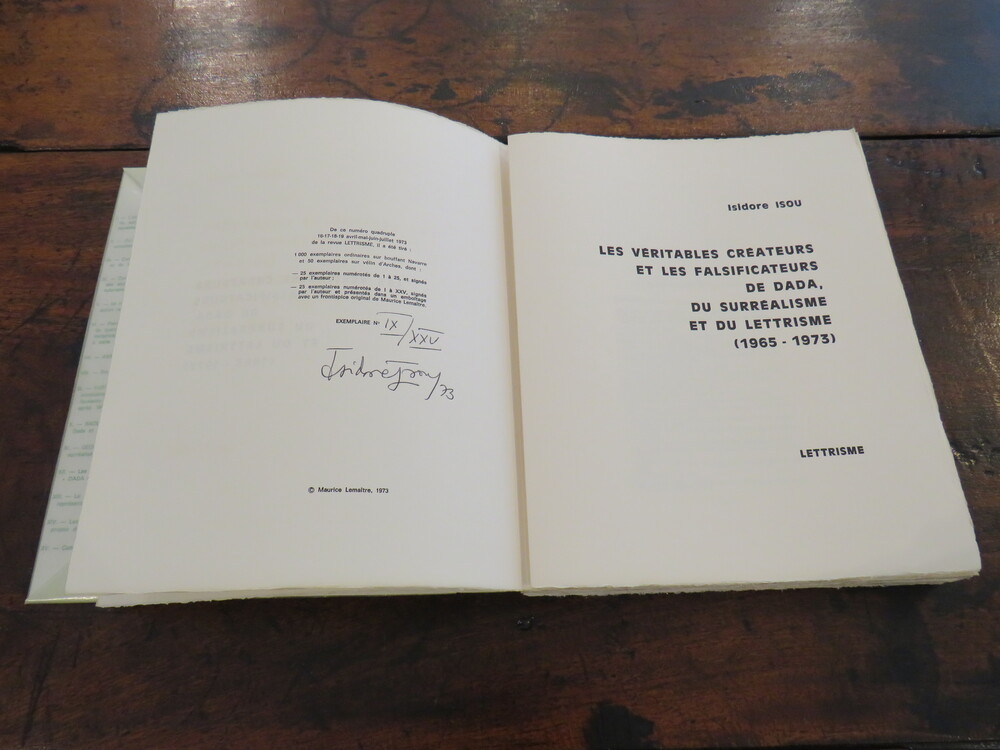 De ce numéro quadruple
16-17-18-19 avril-mai-juin-juillet 1973
de la revue LETTRISME, il a été tiré :
1 000 exemplaires ordinaires sur bouffant Navarre
et 50 exemplaires sur vélin d'Arches, dont :
— 25 exemplaires numérotés de 1 à 25, et signés
par l'auteur ;
— 25 exemplaires numérotés de I à XXV, signés
par l'auteur et présentés dans un emboîtage
avec un frontispice original de Maurice Lemaître.
EXEMPLAIRE N° IX/XXV
Isidore Isou/73
© Maurice Lemaître, 1973
Isidore ISOU
LES VÉRITABLES CRÉATEURS
ET LES FALSIFICATEURS
DE DADA,
DU SURRÉALISME
ET DU LETTRISME
(1965 - 1973)
LETTRISME